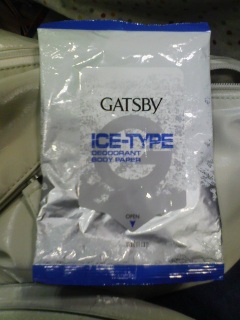 GATSBY
ICE-TYPE
DEODORANT
BODY PAPER
OPEN